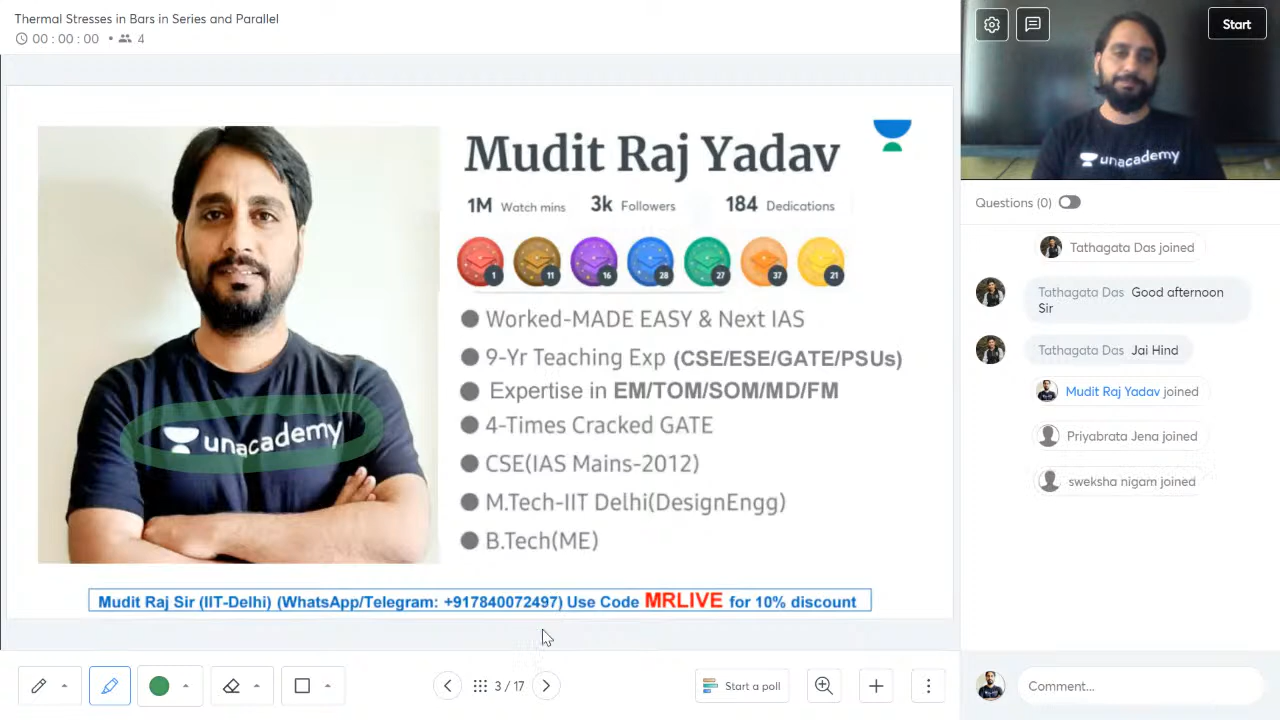 Thermal Stresses in Bars in Series and Parallel
00 : 00 : 00 • 4
Start
unacademy
Mudit Raj Yadav
1M Watch mins 3k Followers 184 Dedications
1 11 16 28 27 37 21
Worked-MADE EASY & Next IAS
9-Yr Teaching Exp (CSE/ESE/GATE/PSUs)
Expertise in EM/TOM/SOM/MD/FM
4-Times Cracked GATE
CSE(IAS Mains-2012)
M.Tech-IIT Delhi(DesignEngg)
B.Tech(ME)
unacademy
Mudit Raj Sir (IIT-Delhi) (WhatsApp/Telegram: +917840072497) Use Code MRLIVE for 10% discount
Questions (0)
Tathagata Das joined
Tathagata Das Good afternoon
Sir
Tathagata Das Jai Hind
Mudit Raj Yadav joined
Priyabrata Jena joined
sweksha nigam joined
3 / 17
Start a poll
Comment...